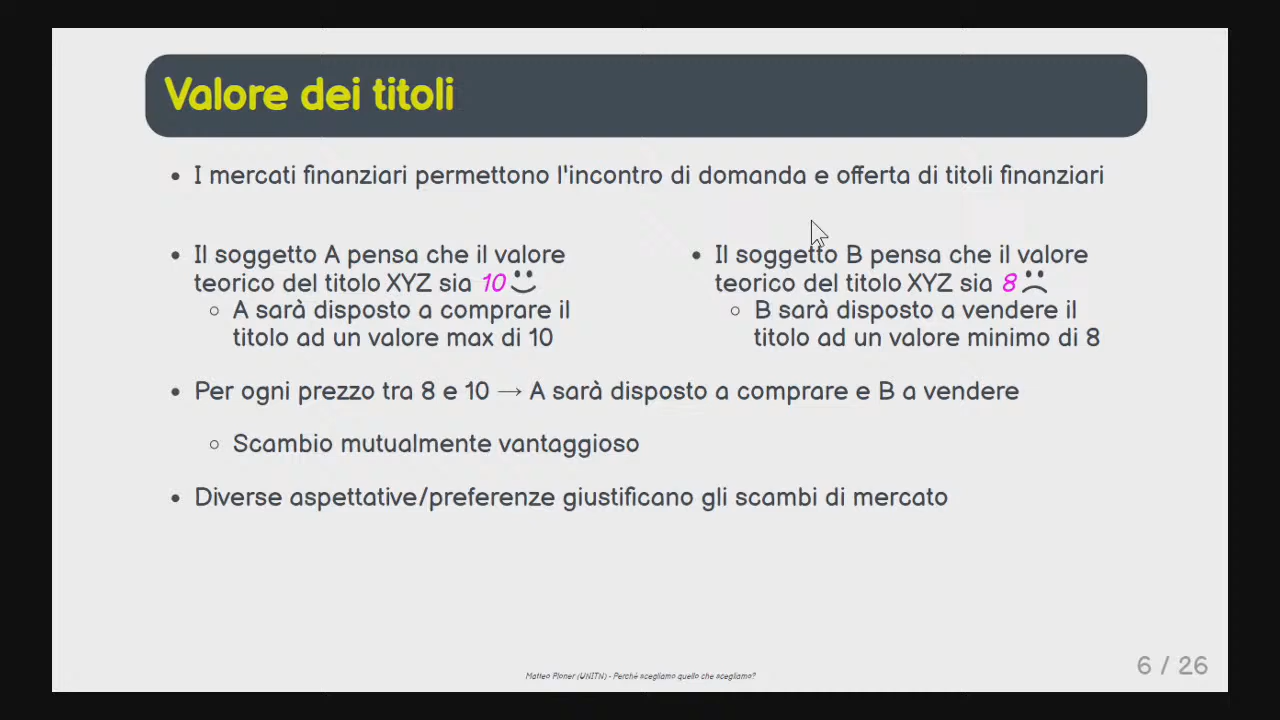 Valore dei titoli
• I mercati finanziari permettono l'incontro di domanda e offerta di titoli finanziari
• Il soggetto A pensa che il valore
teorico del titolo XYZ sia 10
○ A sarà disposto a comprare il
titolo ad un valore max di 10
• Il soggetto B pensa che il valore
teorico del titolo XYZ sia 8
○ B sarà disposto a vendere il
titolo ad un valore minimo di 8
• Per ogni prezzo tra 8 e 10 → A sarà disposto a comprare e B a vendere
○ Scambio mutualmente vantaggioso
• Diverse aspettative/preferenze giustificano gli scambi di mercato
Matteo Ploner (UNITN) - Perchè scegliamo quello che scegliamo?
6 / 26